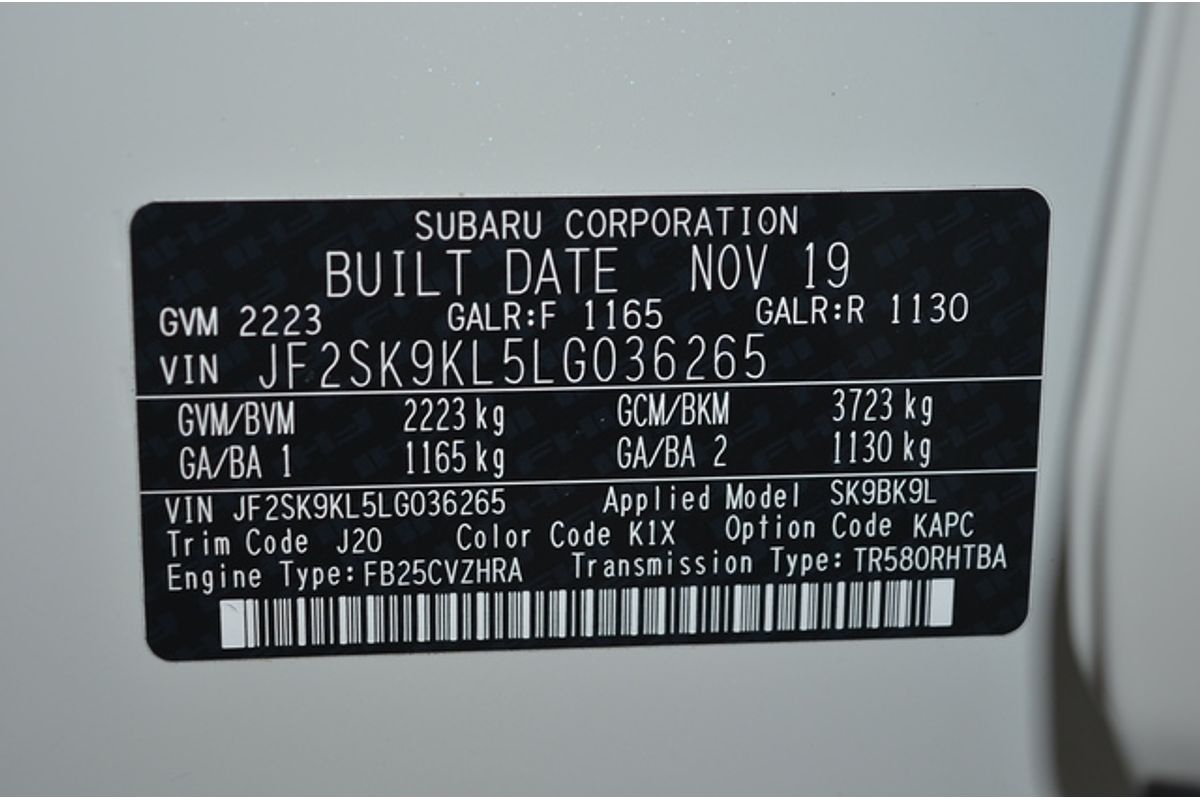 SUBARU CORPORATION
BUILT DATE NOV 19
GVM 2223 GALR:F 1165 GALR:R 1130
VIN JF2SK9KL5LG036265
GVM/BVM 2223 kg GCM/BKM 3723 kg
GA/BA 1 1165 kg GA/BA 2 1130 kg
VIN JF2SK9KL5LG036265 Applied Model SK9BK9L
Trim Code J20 Color Code K1X Option Code KAPC
Engine Type: FB25CVZHRA Transmission Type: TR580RHTBA